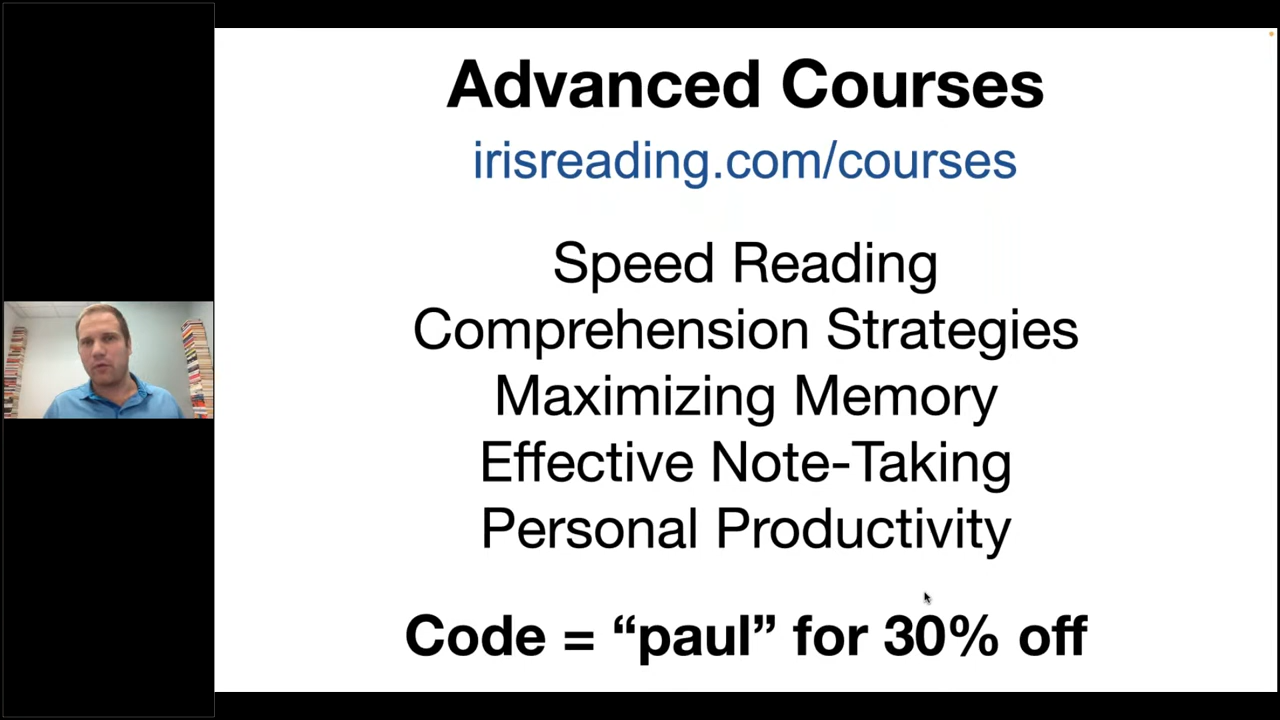 Advanced Courses
irisreading.com/courses
Speed Reading
Comprehension Strategies
Maximizing Memory
Effective Note-Taking
Personal Productivity
Code = “paul” for 30% off